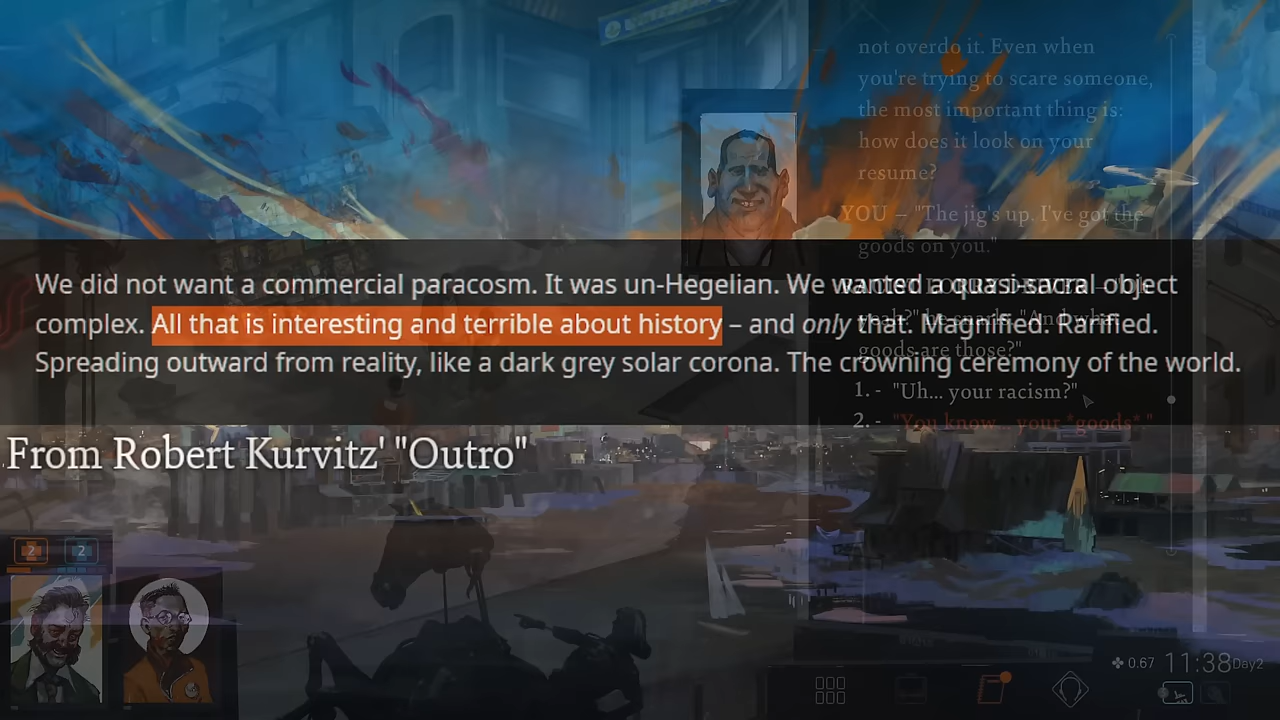 not overdo it. Even when
you're trying to scare someone,
the most important thing is:
how does it look on your
resume?
YOU – "The jig's up. I've got the
goods on you."
We did not want a commercial paracosm. It was un-Hegelian. We wanted a quasi-sacral object
complex. All that is interesting and terrible about history – and only that. Magnified. Rarified.
Spreading outward from reality, like a dark grey solar corona. The crowning ceremony of the world.
yeah?" he snarls. "And what
goods are those?"
1. - "Uh... your racism?"
2. - "You know... your *goods*."
From Robert Kurvitz' "Outro"
2 2
0.67 11:38 Day2